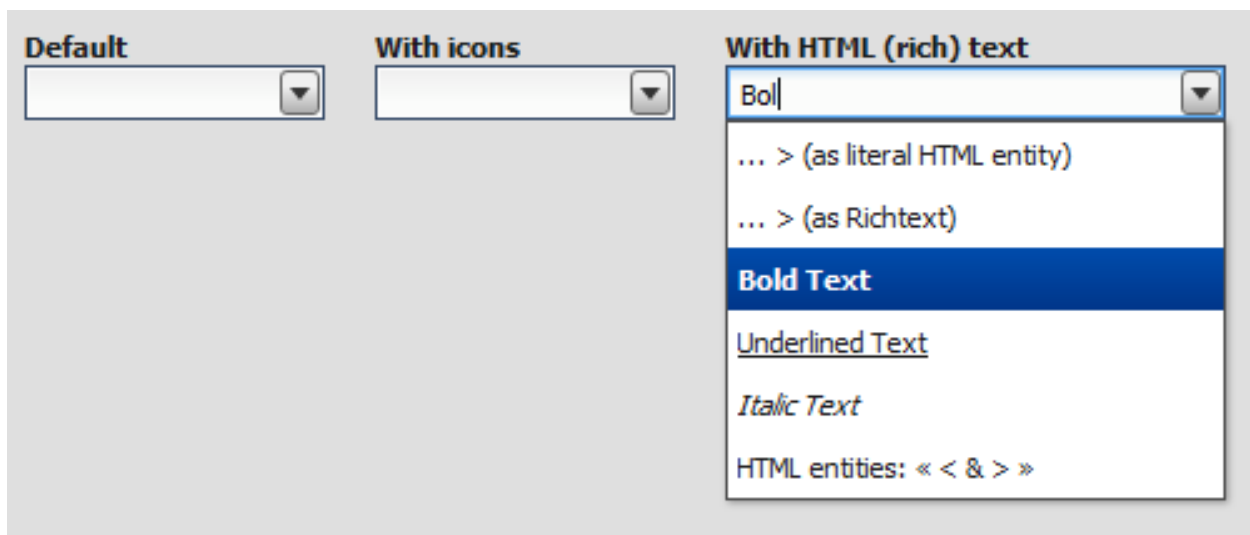 Default With icons With HTML (rich) text
Bol
... > (as literal HTML entity)
... > (as Richtext)
Bold Text
Underlined Text
Italic Text
HTML entities: « < & > »